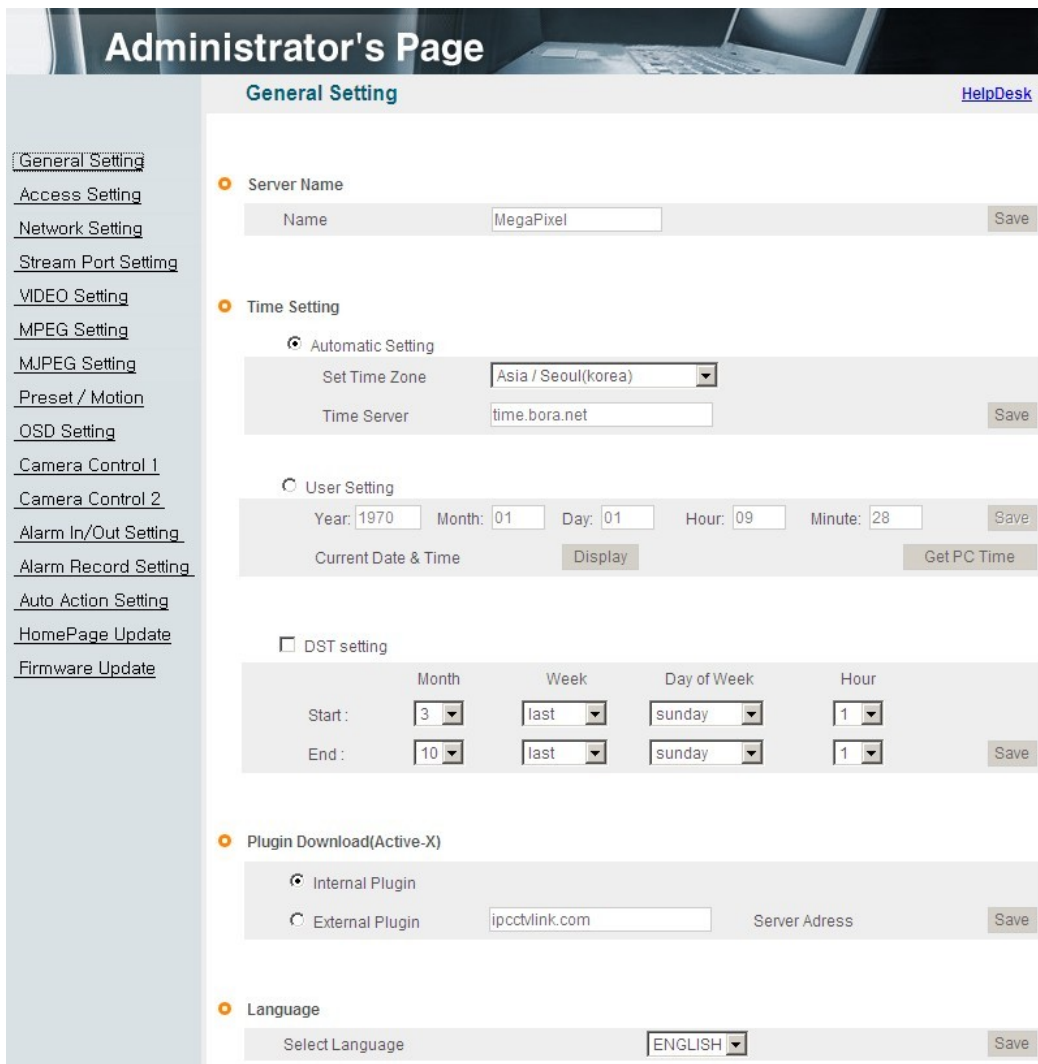 Administrator's Page
General Setting
HelpDesk
General Setting
Access Setting
Network Setting
Stream Port Settimg
VIDEO Setting
MPEG Setting
MJPEG Setting
Preset / Motion
OSD Setting
Camera Control 1
Camera Control 2
Alarm In/Out Setting
Alarm Record Setting
Auto Action Setting
HomePage Update
Firmware Update
Server Name
Name MegaPixel Save
Time Setting
Automatic Setting
Set Time Zone Asia / Seoul(korea)
Time Server time.bora.net Save
User Setting
Year: 1970 Month: 01 Day: 01 Hour: 09 Minute: 28 Save
Current Date & Time Display Get PC Time
DST setting
Month Week Day of Week Hour
Start : 3 last sunday 1
End : 10 last sunday 1 Save
Plugin Download(Active-X)
Internal Plugin
External Plugin ipcctvlink.com Server Adress Save
Language
Select Language ENGLISH Save